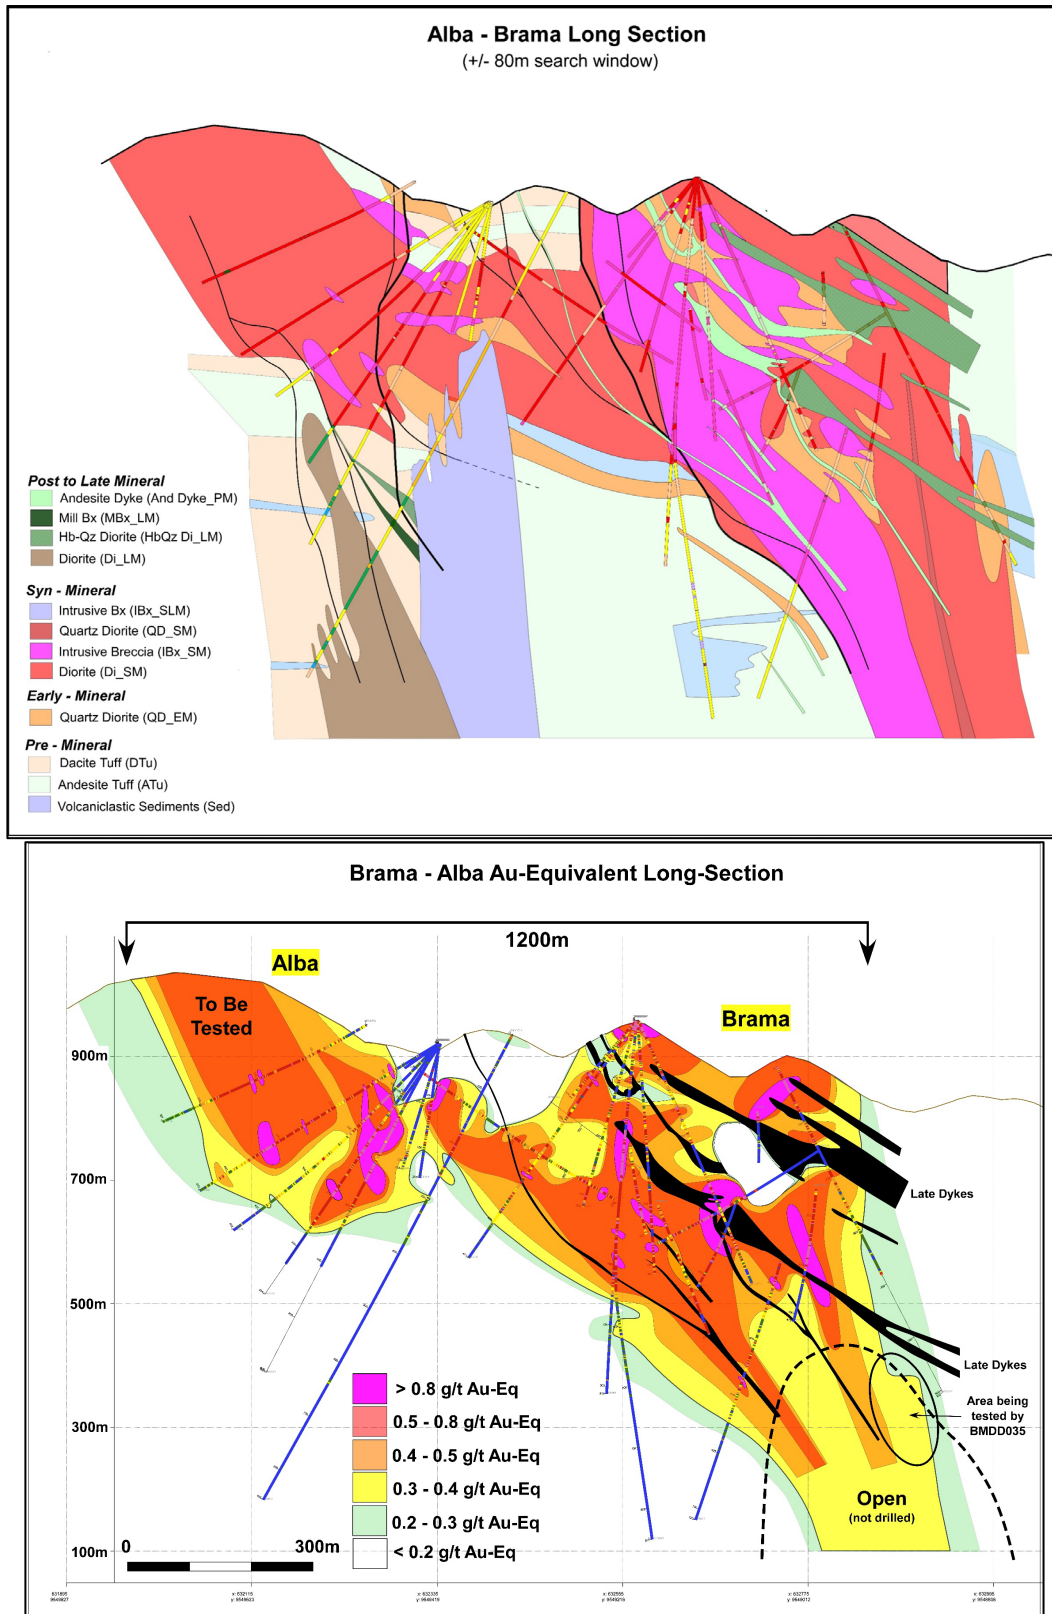 Alba - Brama Long Section
(+/- 80m search window)
Post to Late Mineral
Andesite Dyke (And Dyke_PM)
Mill Bx (MBx_LM)
Hb-Qz Diorite (HbQz Di_LM)
Diorite (Di_LM)
Syn - Mineral
Intrusive Bx (IBx_SLM)
Quartz Diorite (QD_SM)
Intrusive Breccia (IBx_SM)
Diorite (Di_SM)
Early - Mineral
Quartz Diorite (QD_EM)
Pre - Mineral
Dacite Tuff (DTu)
Andesite Tuff (ATu)
Volcaniclastic Sediments (Sed)
Brama - Alba Au-Equivalent Long-Section
1200m
Alba
To Be
Tested
Brama
900m
700m
500m
300m
100m
Late Dykes
Late Dykes
Area being
tested by
BMDD035
> 0.8 g/t Au-Eq
0.5 - 0.8 g/t Au-Eq
0.4 - 0.5 g/t Au-Eq
0.3 - 0.4 g/t Au-Eq
0.2 - 0.3 g/t Au-Eq
< 0.2 g/t Au-Eq
Open
(not drilled)
0 300m